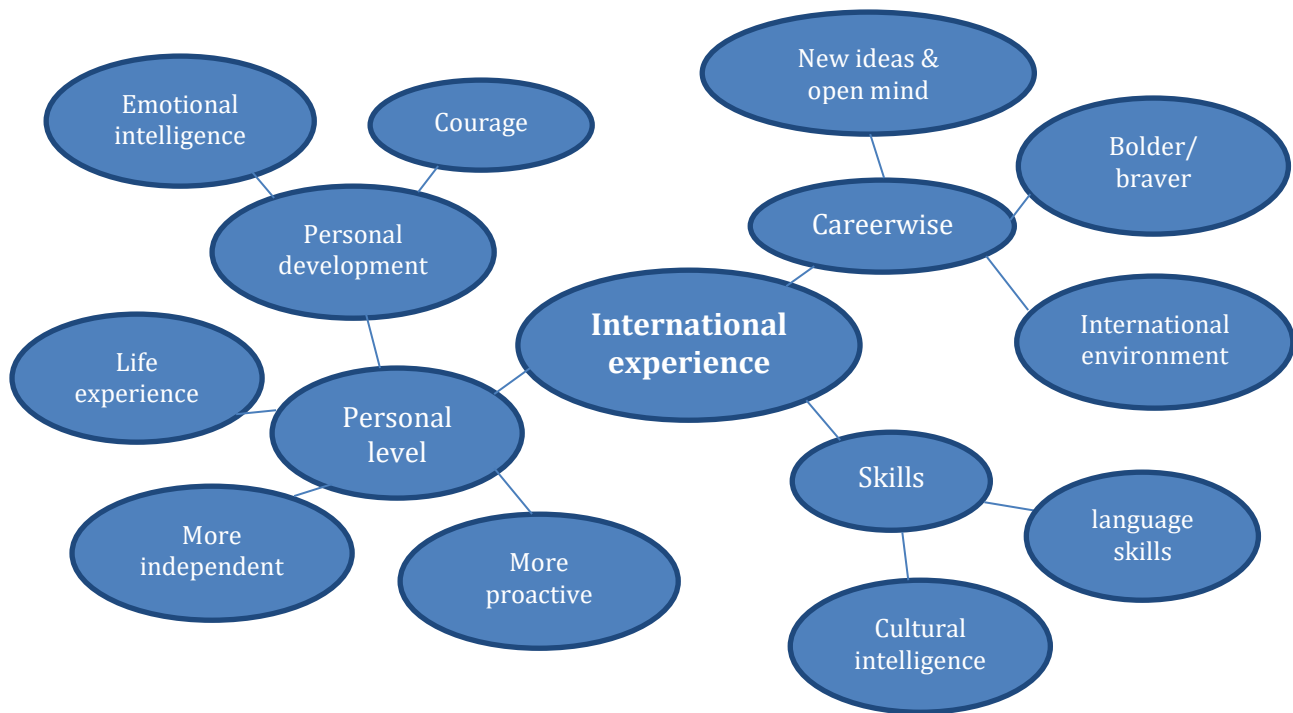 New ideas &
open mind
Emotional
intelligence
Courage
Bolder/
braver
Careerwise
Personal
development
International
experience
International
environment
Life
experience
Personal
level
Skills
language
skills
More
independent
More
proactive
Cultural
intelligence